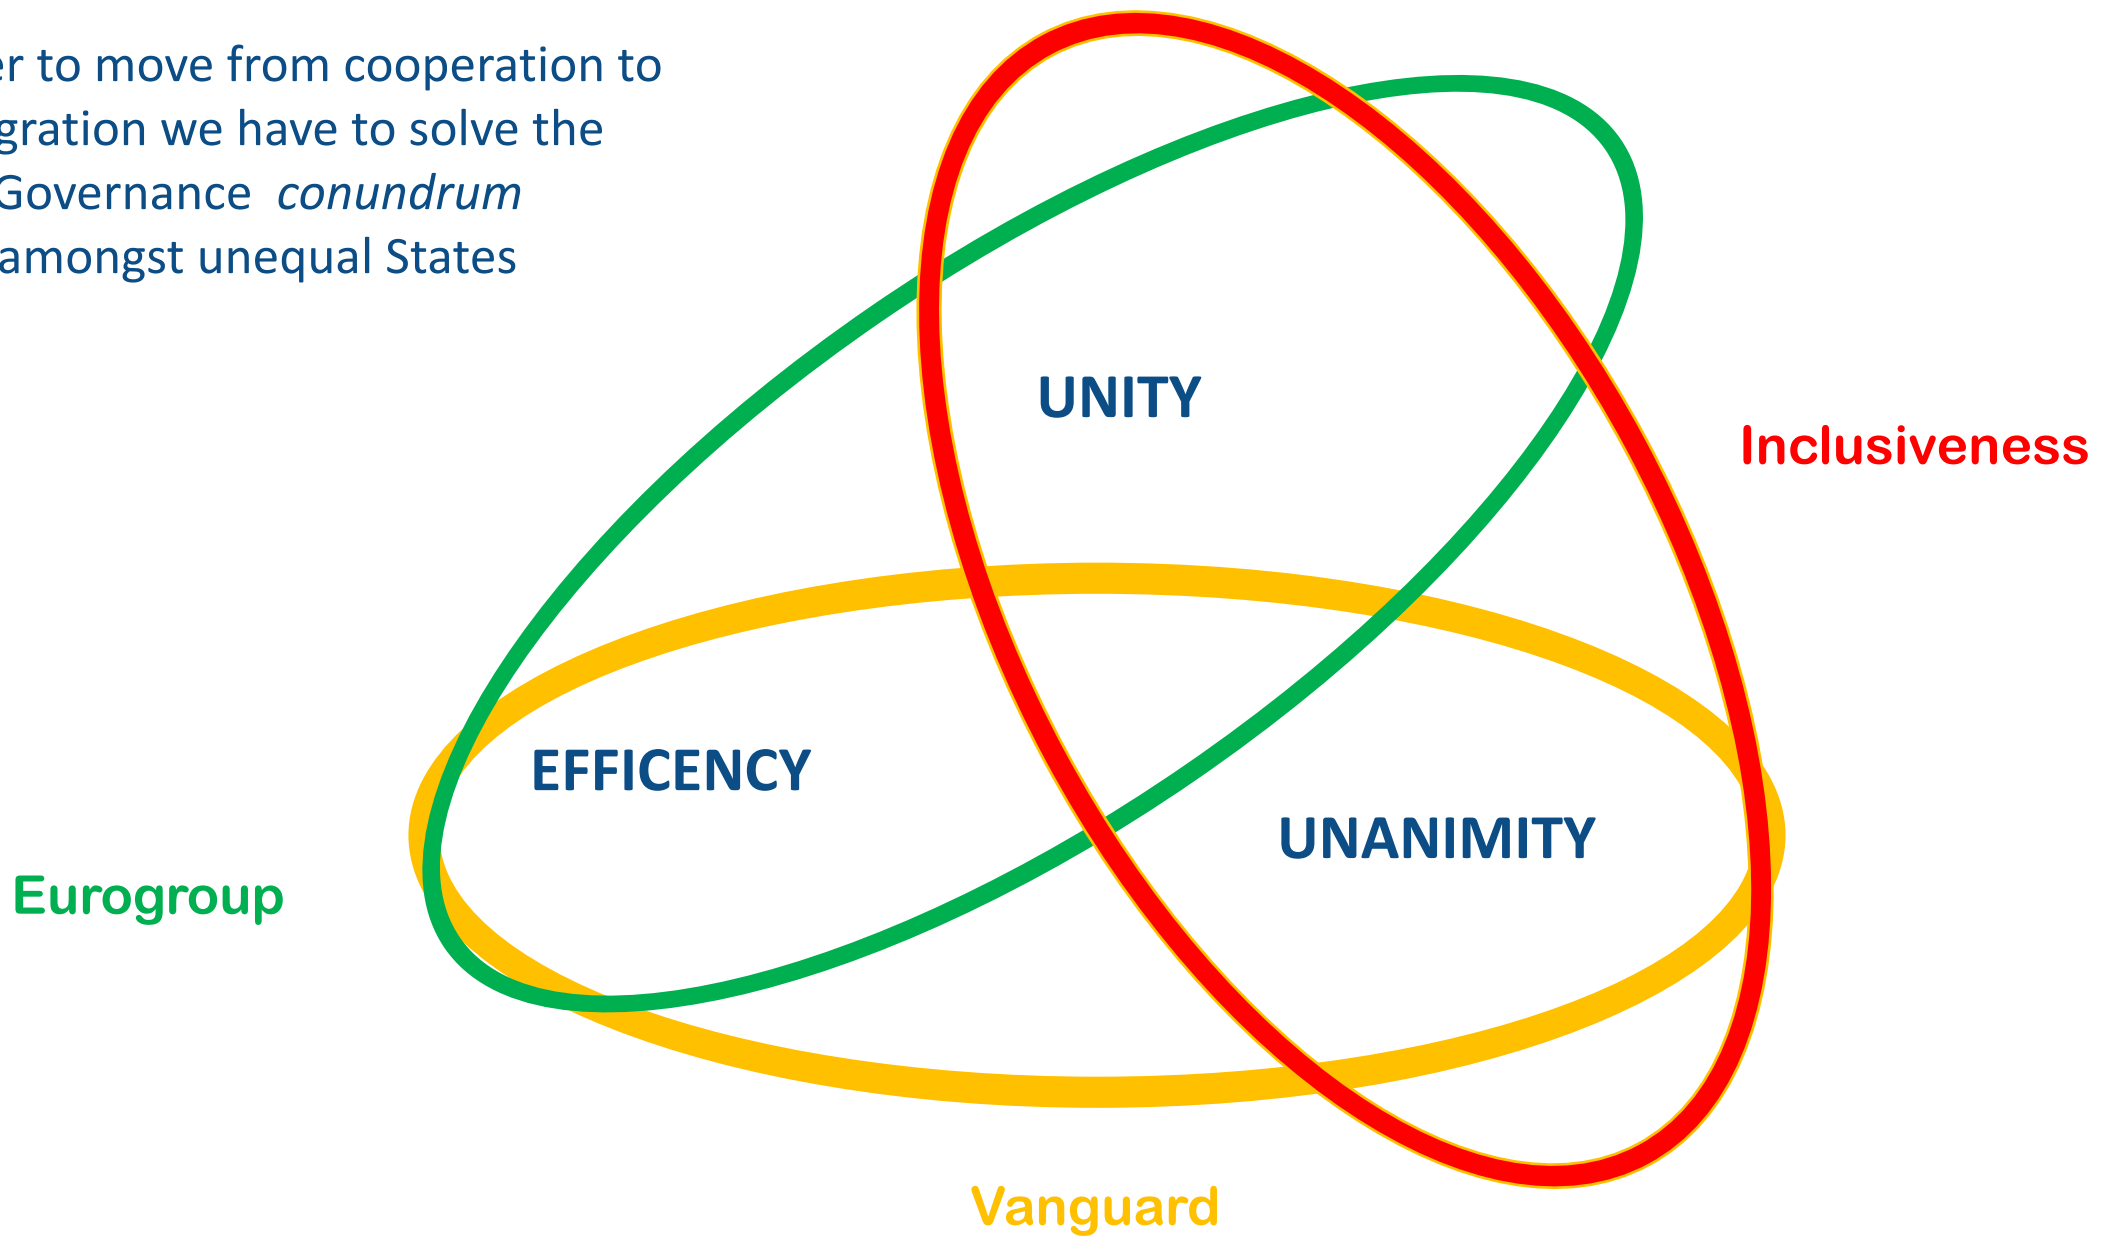 er to move from cooperation to
gration we have to solve the
Governance conundrum
amongst unequal States
UNITY
Inclusiveness
EFFICENCY
UNANIMITY
Eurogroup
Vanguard